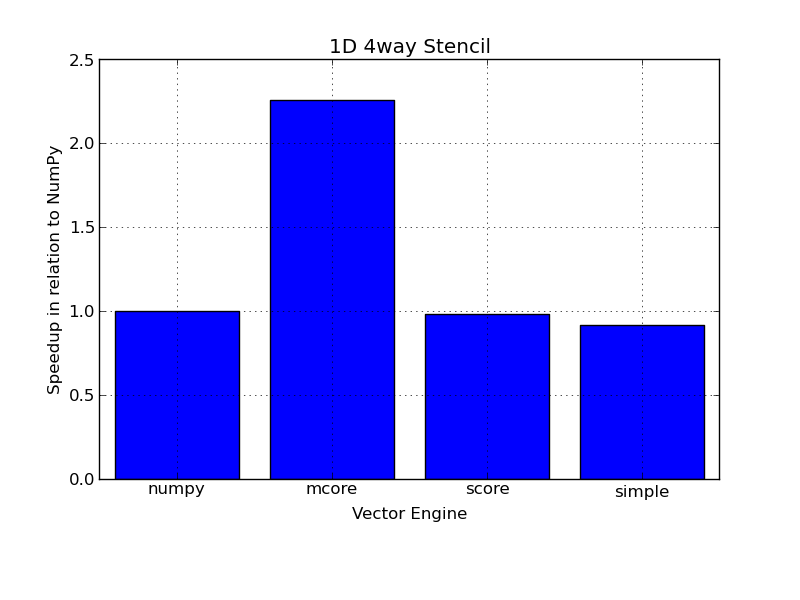 1D 4way Stencil
Speedup in relation to NumPy
2.5
2.0
1.5
1.0
0.5
0.0
numpy mcore score simple
Vector Engine